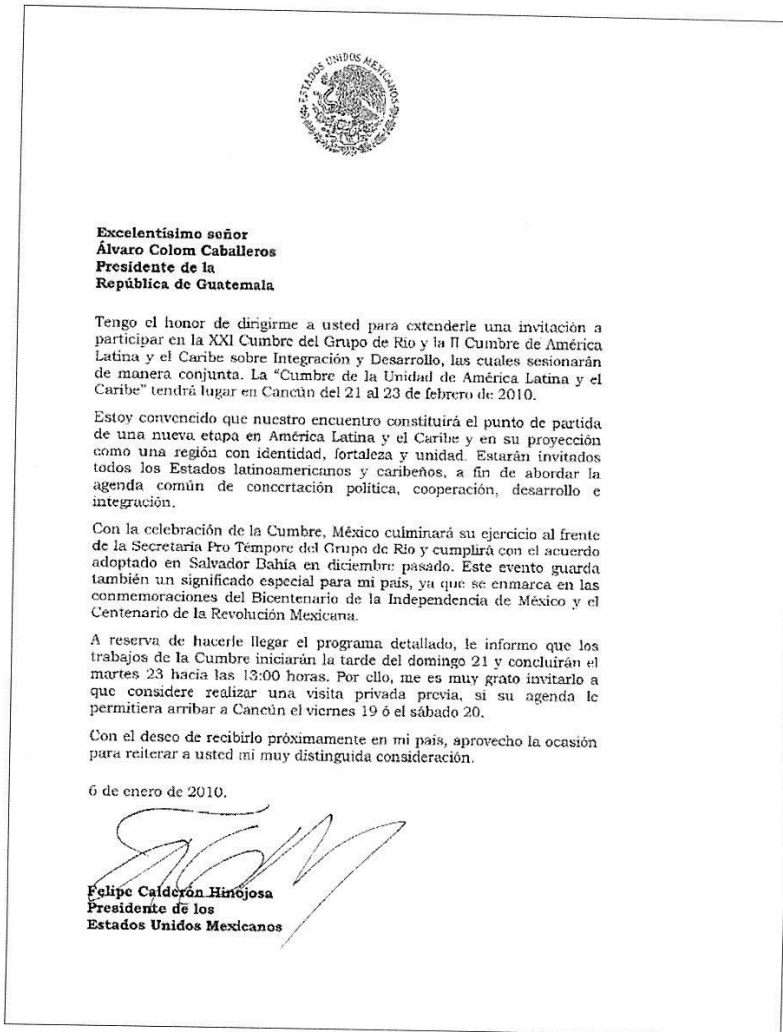 ESTADOS UNIDOS MEXICANOS
Excelentísimo señor
Álvaro Colom Caballeros
Presidente de la
República de Guatemala
Tengo el honor de dirigirme a usted para extenderle una invitación a
participar en la XXI Cumbre del Grupo de Río y la II Cumbre de América
Latina y el Caribe sobre Integración y Desarrollo, las cuales sesionarán
de manera conjunta. La “Cumbre de la Unidad de América Latina y el
Caribe” tendrá lugar en Cancún del 21 al 23 de febrero de 2010.
Estoy convencido que nuestro encuentro constituirá el punto de partida
de una nueva etapa en América Latina y el Caribe y en su proyección
como una región con identidad, fortaleza y unidad. Estarán invitados
todos los Estados latinoamericanos y caribeños, a fin de abordar la
agenda común de concertación política, cooperación, desarrollo e
integración.
Con la celebración de la Cumbre, México culminará su ejercicio al frente
de la Secretaría Pro Témpore del Grupo de Río y cumplirá con el acuerdo
adoptado en Salvador Bahía en diciembre pasado. Este evento guarda
también un significado especial para mi país, ya que se enmarca en las
conmemoraciones del Bicentenario de la Independencia de México y el
Centenario de la Revolución Mexicana.
A reserva de hacerle llegar el programa detallado, le informo que los
trabajos de la Cumbre iniciarán la tarde del domingo 21 y concluirán el
martes 23 hacia las 13:00 horas. Por ello, me es muy grato invitarlo a
que considere realizar una visita privada previa, si su agenda le
permitiera arribar a Cancún el viernes 19 ó el sábado 20.
Con el deseo de recibirlo próximamente en mi país, aprovecho la ocasión
para reiterar a usted mi muy distinguida consideración.
6 de enero de 2010.
Felipe Calderón Hinojosa
Presidente de los
Estados Unidos Mexicanos